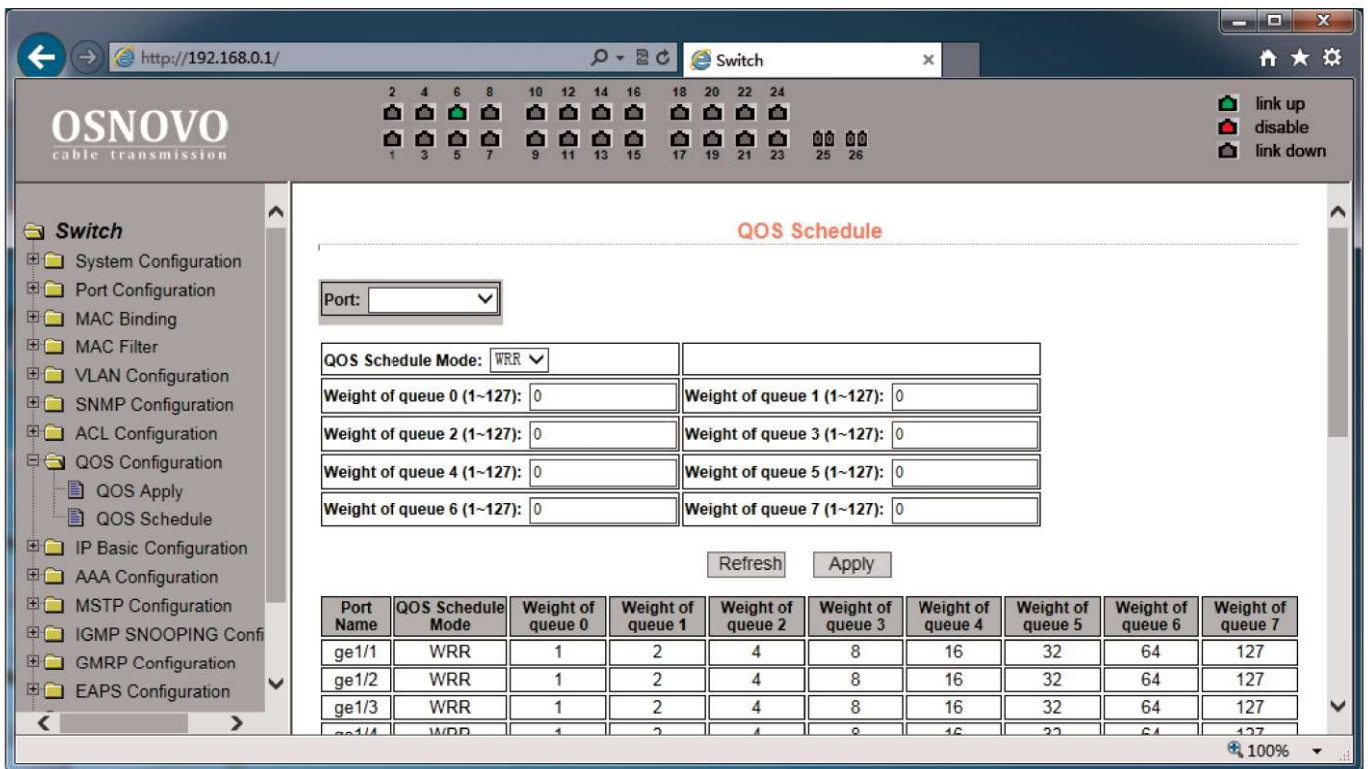 http://192.168.0.1/
Switch
OSNOVO
cable transmission
2 4 6 8 10 12 14 16 18 20 22 24
1 3 5 7 9 11 13 15 17 19 21 23 25 26
link up
disable
link down
Switch
System Configuration
Port Configuration
MAC Binding
MAC Filter
VLAN Configuration
SNMP Configuration
ACL Configuration
QOS Configuration
QOS Apply
QOS Schedule
IP Basic Configuration
AAA Configuration
MSTP Configuration
IGMP SNOOPING Confi
GMRP Configuration
EAPS Configuration
QOS Schedule
Port:
QOS Schedule Mode: WRR
Weight of queue 0 (1~127): 0 Weight of queue 1 (1~127): 0
Weight of queue 2 (1~127): 0 Weight of queue 3 (1~127): 0
Weight of queue 4 (1~127): 0 Weight of queue 5 (1~127): 0
Weight of queue 6 (1~127): 0 Weight of queue 7 (1~127): 0
Refresh Apply
Port Name QOS Schedule Mode Weight of queue 0 Weight of queue 1 Weight of queue 2 Weight of queue 3 Weight of queue 4 Weight of queue 5 Weight of queue 6 Weight of queue 7
ge1/1 WRR 1 2 4 8 16 32 64 127
ge1/2 WRR 1 2 4 8 16 32 64 127
ge1/3 WRR 1 2 4 8 16 32 64 127
ge1/4 WRR 1 2 4 8 16 32 64 127
100%